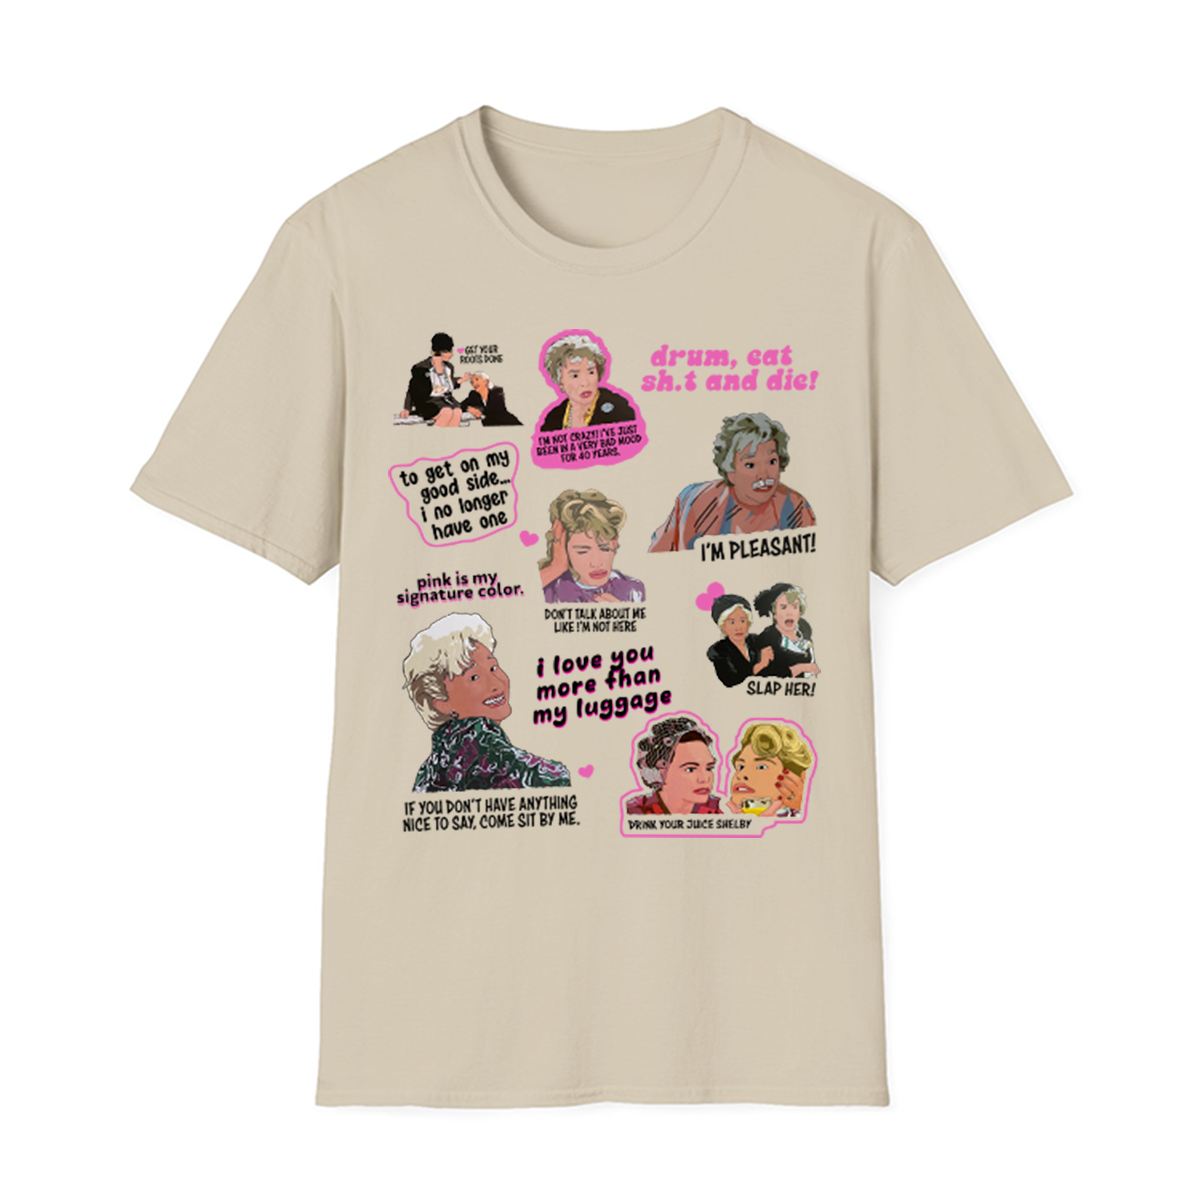 GET YOUR
ROOTS DONE
I'M NOT CRAZY! I'VE JUST
BEEN IN A VERY BAD MOOD
FOR 40 YEARS.
drum, eat
sh.t and die!
to get on my
good side...
i no longer
have one
I'M PLEASANT!
pink is my
signature color.
DON'T TALK ABOUT ME
LIKE I'M NOT HERE
SLAP HER!
i love you
more than
my luggage
IF YOU DON'T HAVE ANYTHING
NICE TO SAY, COME SIT BY ME.
DRINK YOUR JUICE SHELBY